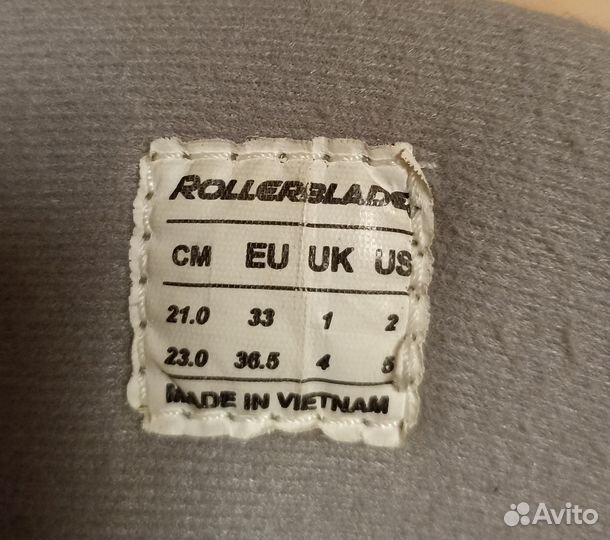 ROLLERBLADE
CM EU UK US
21.0 33 1 2
23.0 36.5 4 5
MADE IN VIETNAM
Avito